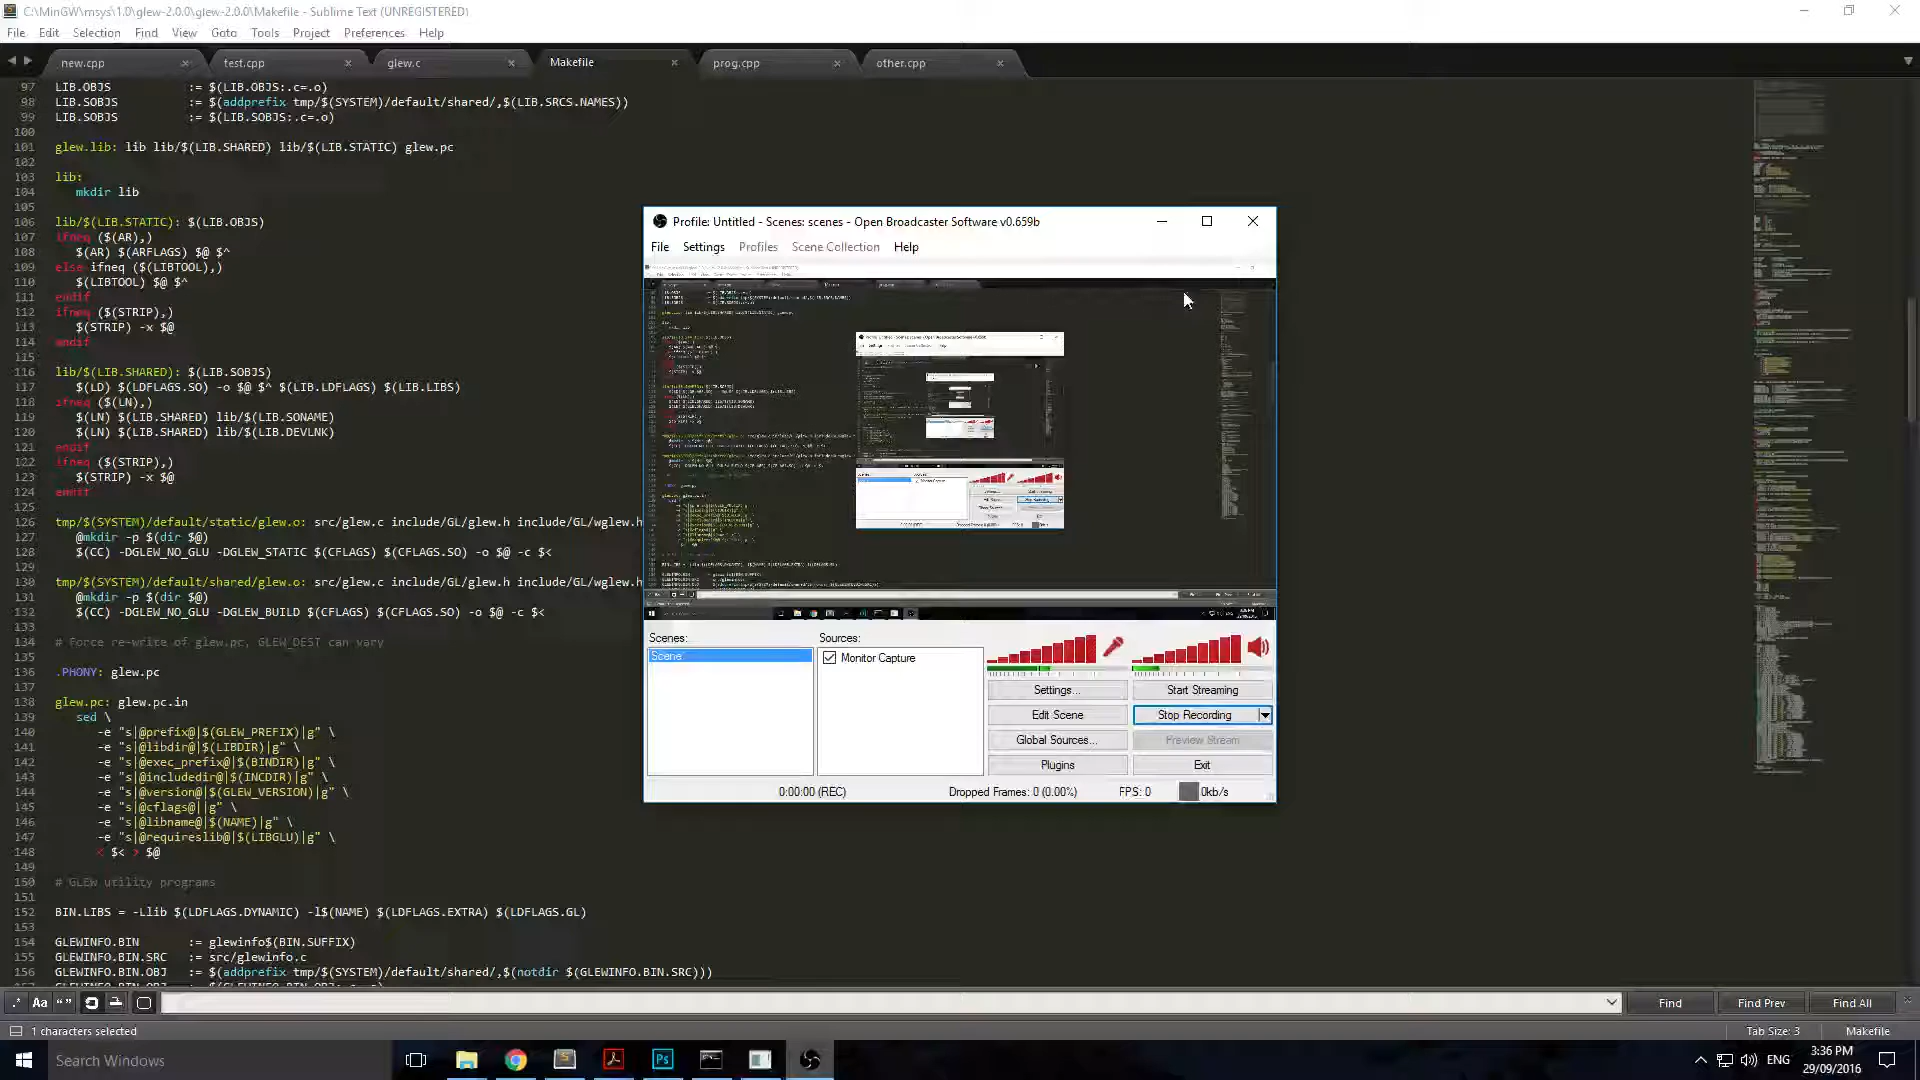 C:\MinGW\msys\1.0\glew-2.0.0\glew-2.0.0\Makefile - Sublime Text (UNREGISTERED)
File Edit Selection Find View Goto Tools Project Preferences Help
new.cpp test.cpp glew.c Makefile prog.cpp other.cpp
97 LIB.OBJS := $(LIB.OBJS:.c=.o)
98 LIB.SOBJS := $(addprefix tmp/$(SYSTEM)/default/shared/,$(LIB.SRCS.NAMES))
99 LIB.SOBJS := $(LIB.SOBJS:.c=.o)
100
101 glew.lib: lib lib/$(LIB.SHARED) lib/$(LIB.STATIC) glew.pc
102
103 lib:
104 mkdir lib
105
106 lib/$(LIB.STATIC): $(LIB.OBJS)
107 ifneq ($(AR),)
108 $(AR) $(ARFLAGS) $@ $^
109 else ifneq ($(LIBTOOL),)
110 $(LIBTOOL) $@ $^
111 endif
112 ifneq ($(STRIP),)
113 $(STRIP) -x $@
114 endif
115
116 lib/$(LIB.SHARED): $(LIB.SOBJS)
117 $(LD) $(LDFLAGS.SO) -o $@ $^ $(LIB.LDFLAGS) $(LIB.LIBS)
118 ifneq ($(LN),)
119 $(LN) $(LIB.SHARED) lib/$(LIB.SONAME)
120 $(LN) $(LIB.SHARED) lib/$(LIB.DEVLNK)
121 endif
122 ifneq ($(STRIP),)
123 $(STRIP) -x $@
124 endif
125
126 tmp/$(SYSTEM)/default/static/glew.o: src/glew.c include/GL/glew.h include/GL/wglew.h
127 @mkdir -p $(dir $@)
128 $(CC) -DGLEW_NO_GLU -DGLEW_STATIC $(CFLAGS) $(CFLAGS.SO) -o $@ -c $<
129
130 tmp/$(SYSTEM)/default/shared/glew.o: src/glew.c include/GL/glew.h include/GL/wglew.h
131 @mkdir -p $(dir $@)
132 $(CC) -DGLEW_NO_GLU -DGLEW_BUILD $(CFLAGS) $(CFLAGS.SO) -o $@ -c $<
133
134 # Force re-write of glew.pc, GLEW_DEST can vary
135
136 .PHONY: glew.pc
137
138 glew.pc: glew.pc.in
139 sed \
140 -e "s|@prefix@|$(GLEW_PREFIX)|g" \
141 -e "s|@libdir@|$(LIBDIR)|g" \
142 -e "s|@exec_prefix@|$(BINDIR)|g" \
143 -e "s|@includedir@|$(INCDIR)|g" \
144 -e "s|@version@|$(GLEW_VERSION)|g" \
145 -e "s|@cflags@||g" \
146 -e "s|@libname@|$(NAME)|g" \
147 -e "s|@requireslib@|$(LIBGLU)|g" \
148 < $< > $@
149
150 # GLEW utility programs
151
152 BIN.LIBS = -Llib $(LDFLAGS.DYNAMIC) -l$(NAME) $(LDFLAGS.EXTRA) $(LDFLAGS.GL)
153
154 GLEWINFO.BIN := glewinfo$(BIN.SUFFIX)
155 GLEWINFO.BIN.SRC := src/glewinfo.c
156 GLEWINFO.BIN.OBJ := $(addprefix tmp/$(SYSTEM)/default/shared/,$(notdir $(GLEWINFO.BIN.SRC)))
Profile: Untitled - Scenes: scenes - Open Broadcaster Software v0.659b
File Settings Profiles Scene Collection Help
Scenes: Sources:
Scene Monitor Capture
Settings... Start Streaming
Edit Scene Stop Recording
Global Sources... Preview Stream
Plugins Exit
0:00:00 (REC) Dropped Frames: 0 (0.00%) FPS: 0 0kb/s
.* Aa “ ” Find Find Prev Find All
1 characters selected Tab Size: 3 Makefile
Search Windows Ps ENG 3:36 PM
29/09/2016